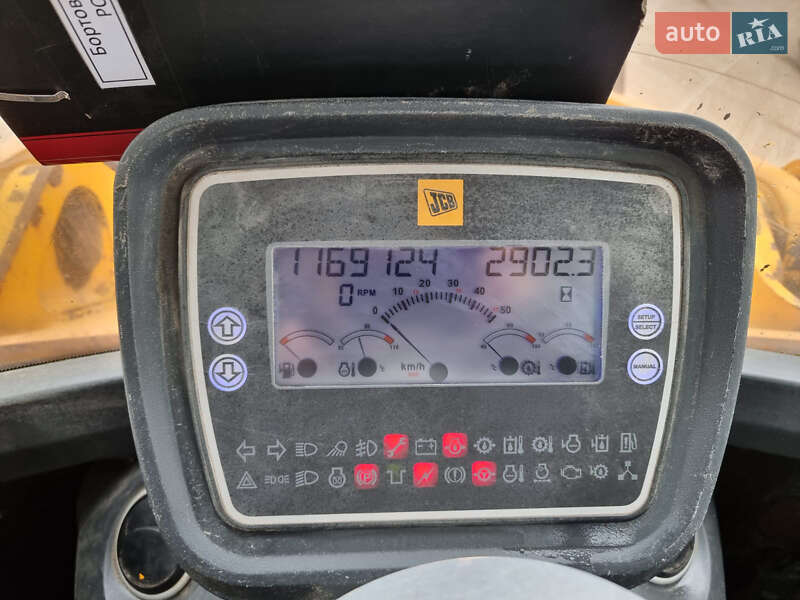 Бортов
РС
auto RIA
.com
JCB
1169124 2902.3
0 RPM
0 10 20 30 40 50
km/h
SETUP
SELECT
MANUAL